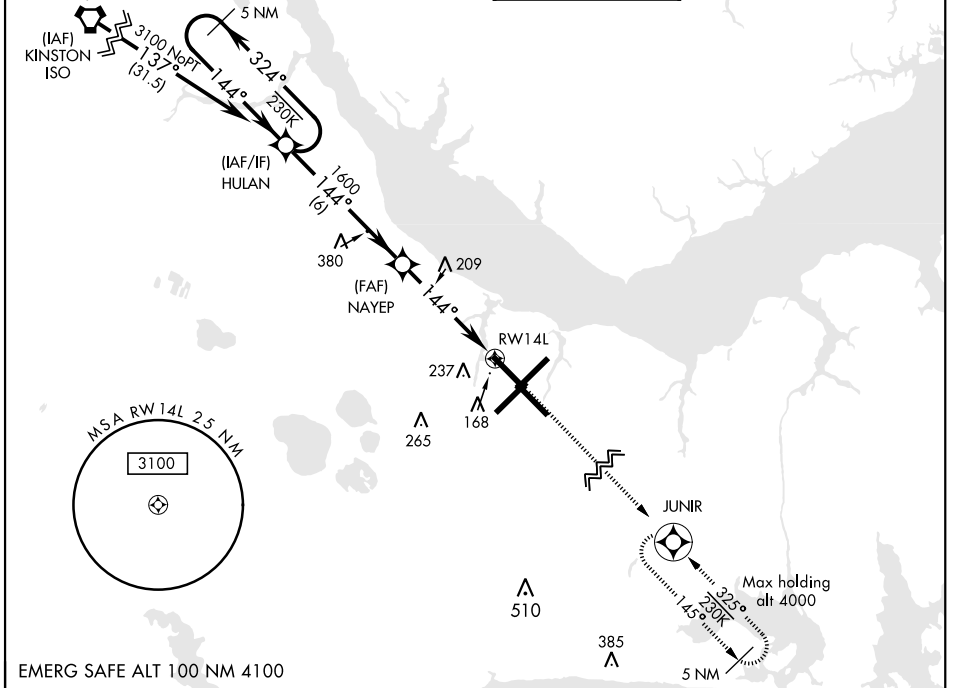 5 NM
(IAF)
KINSTON
ISO
3100 NoPT
137°
(31.5)
324°
144°
230K
(IAF/IF)
HULAN
1600
144°
(6)
380
209
(FAF)
NAYEP
144°
RW14L
237
168
265
MSA RW14L 25 NM
3100
JUNIR
Max holding
alt 4000
325°
230K
145°
510
385
5 NM
EMERG SAFE ALT 100 NM 4100